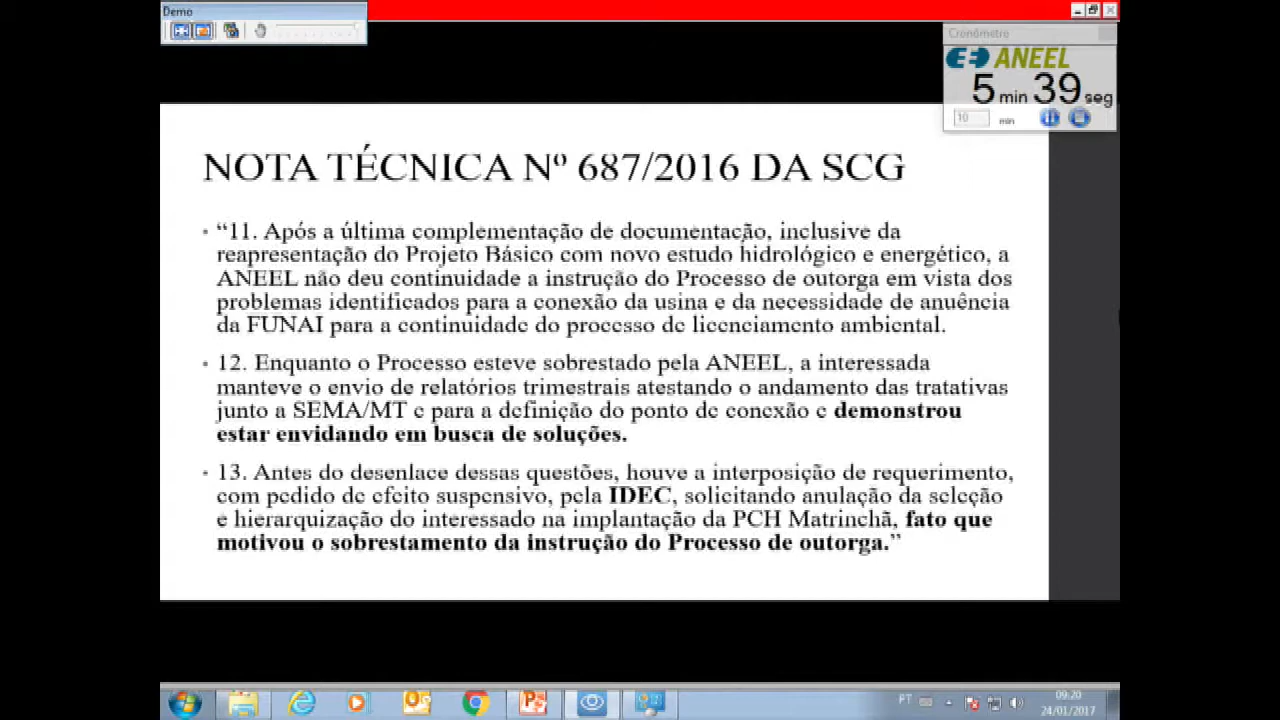 Demo
Cronômetro
ANEEL
5 min 39 seg
10 min
NOTA TÉCNICA Nº 687/2016 DA SCG
• “11. Após a última complementação de documentação, inclusive da
reapresentação do Projeto Básico com novo estudo hidrológico e energético, a
ANEEL não deu continuidade a instrução do Processo de outorga em vista dos
problemas identificados para a conexão da usina e da necessidade de anuência
da FUNAI para a continuidade do processo de licenciamento ambiental.
• 12. Enquanto o Processo esteve sobrestado pela ANEEL, a interessada
manteve o envio de relatórios trimestrais atestando o andamento das tratativas
junto a SEMA/MT e para a definição do ponto de conexão e demonstrou
estar envidando em busca de soluções.
• 13. Antes do desenlace dessas questões, houve a interposição de requerimento,
com pedido de efeito suspensivo, pela IDEC, solicitando anulação da seleção
e hierarquização do interessado na implantação da PCH Matrinchã, fato que
motivou o sobrestamento da instrução do Processo de outorga.”
PT
09:20
24/01/2017